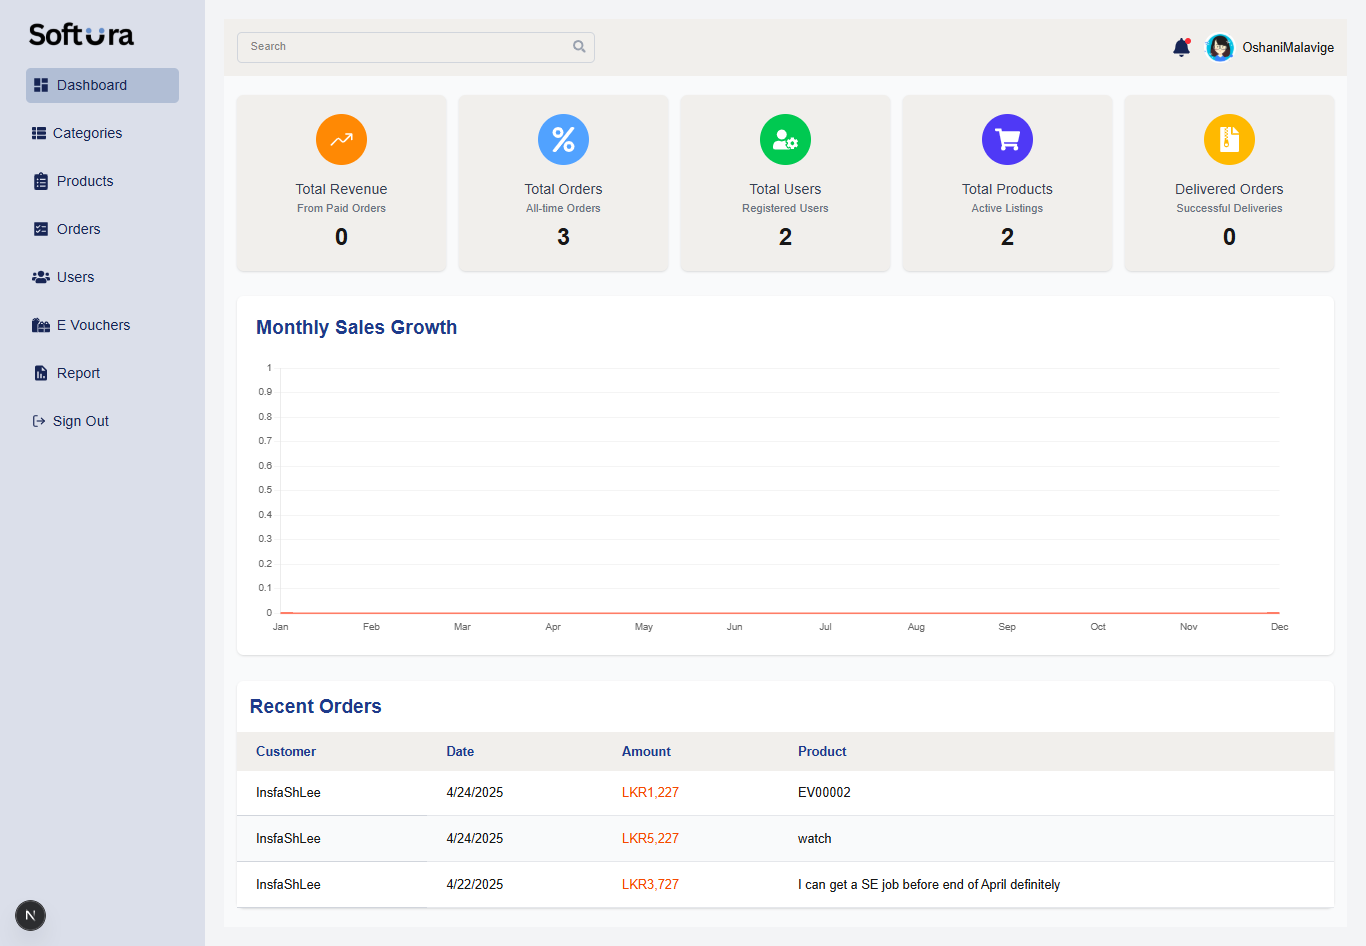 Softüra
Search
OshaniMalavige
Dashboard
Categories
Products
Orders
Users
E Vouchers
Report
Sign Out
Total Revenue
From Paid Orders
0
Total Orders
All-time Orders
3
Total Users
Registered Users
2
Total Products
Active Listings
2
Delivered Orders
Successful Deliveries
0
Monthly Sales Growth
1
0.9
0.8
0.7
0.6
0.5
0.4
0.3
0.2
0.1
0
Jan Feb Mar Apr May Jun Jul Aug Sep Oct Nov Dec
Recent Orders
Customer Date Amount Product
InsfaShLee 4/24/2025 LKR1,227 EV00002
InsfaShLee 4/24/2025 LKR5,227 watch
InsfaShLee 4/22/2025 LKR3,727 I can get a SE job before end of April definitely
N